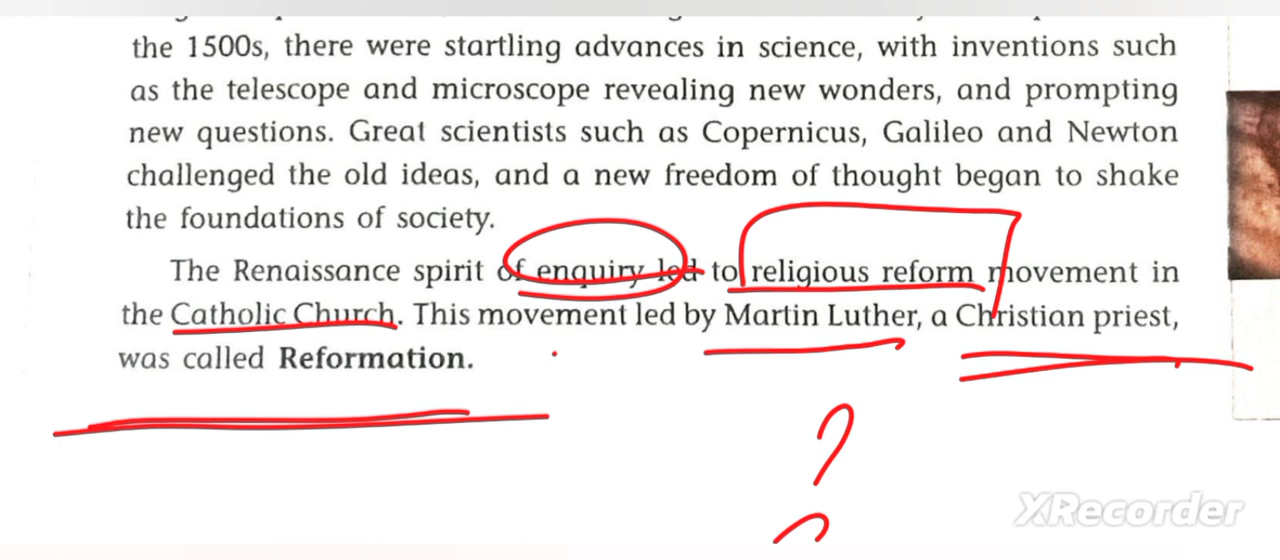 the 1500s, there were startling advances in science, with inventions such
as the telescope and microscope revealing new wonders, and prompting
new questions. Great scientists such as Copernicus, Galileo and Newton
challenged the old ideas, and a new freedom of thought began to shake
the foundations of society.
The Renaissance spirit of enquiry led to religious reform movement in
the Catholic Church. This movement led by Martin Luther, a Christian priest,
was called Reformation.
?
XRecorder